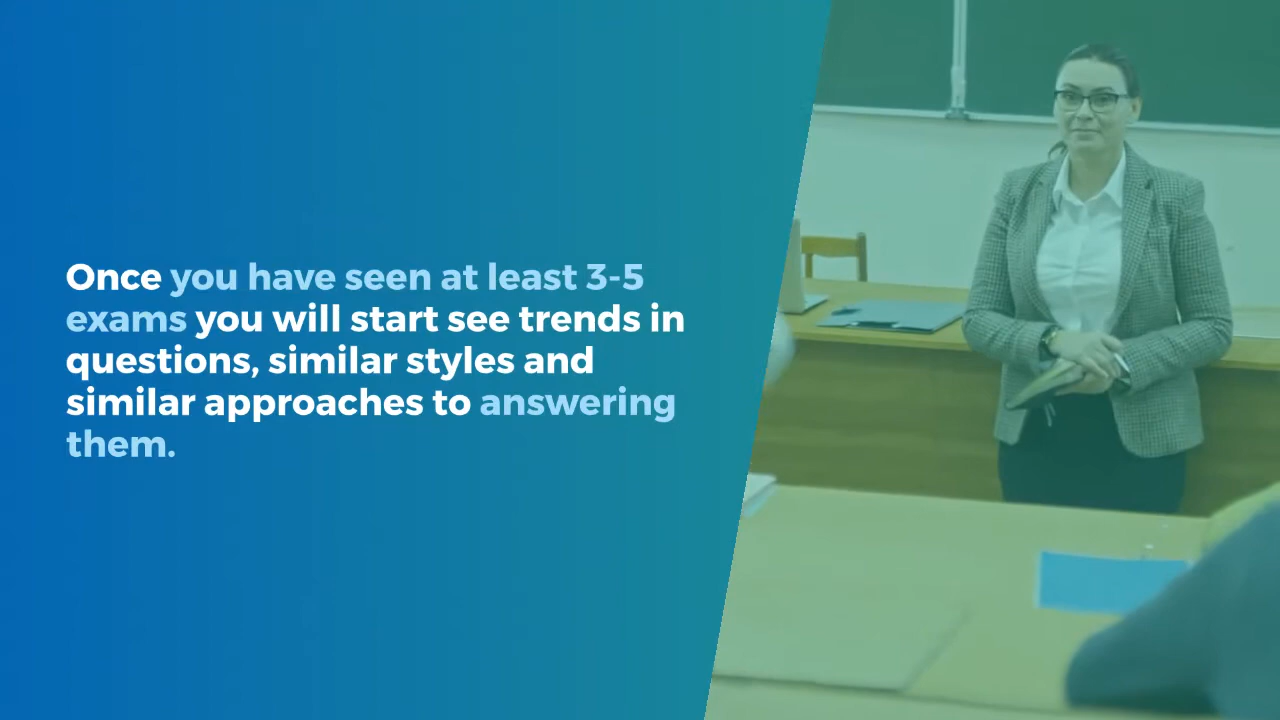 Once you have seen at least 3-5
exams you will start see trends in
questions, similar styles and
similar approaches to answering
them.